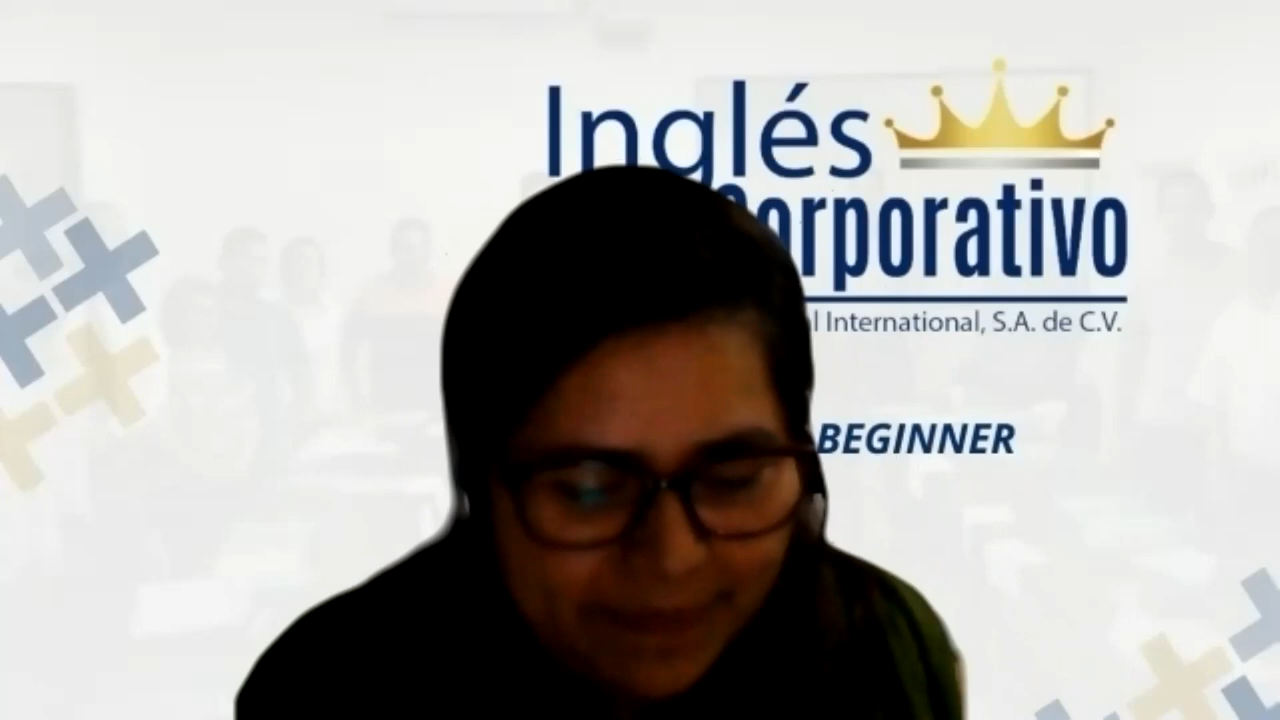 Inglés
orporativo
l International, S.A. de C.V.
BEGINNER